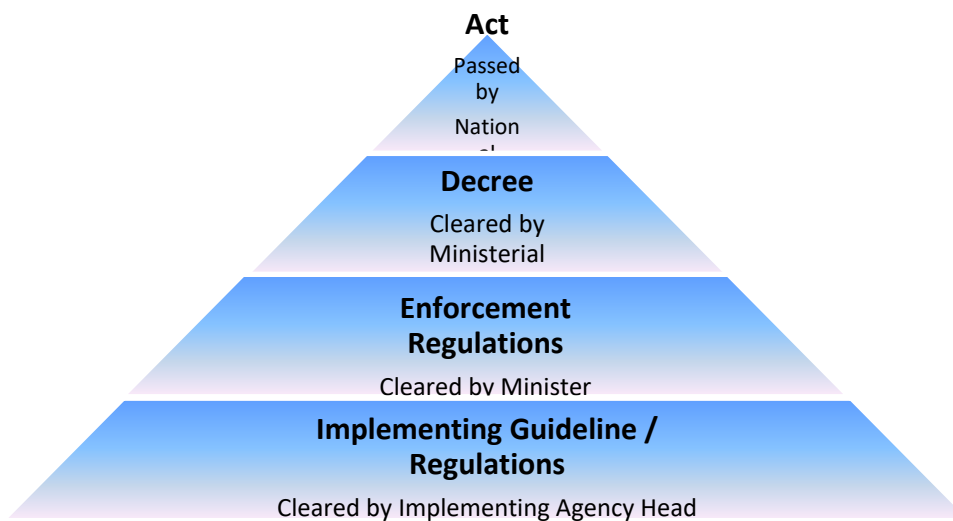 Act
Passed
by
Nation
Decree
Cleared by
Ministerial
Enforcement
Regulations
Cleared by Minister
Implementing Guideline /
Regulations
Cleared by Implementing Agency Head